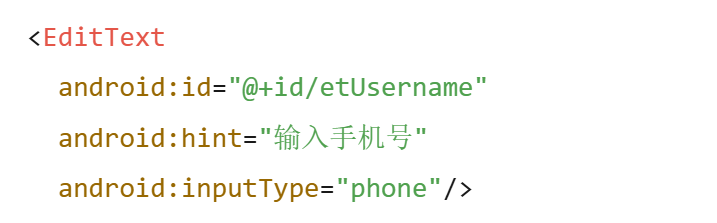 <EditText
android:id="@+id/etUsername"
android:hint="输入手机号"
android:inputType="phone"/>